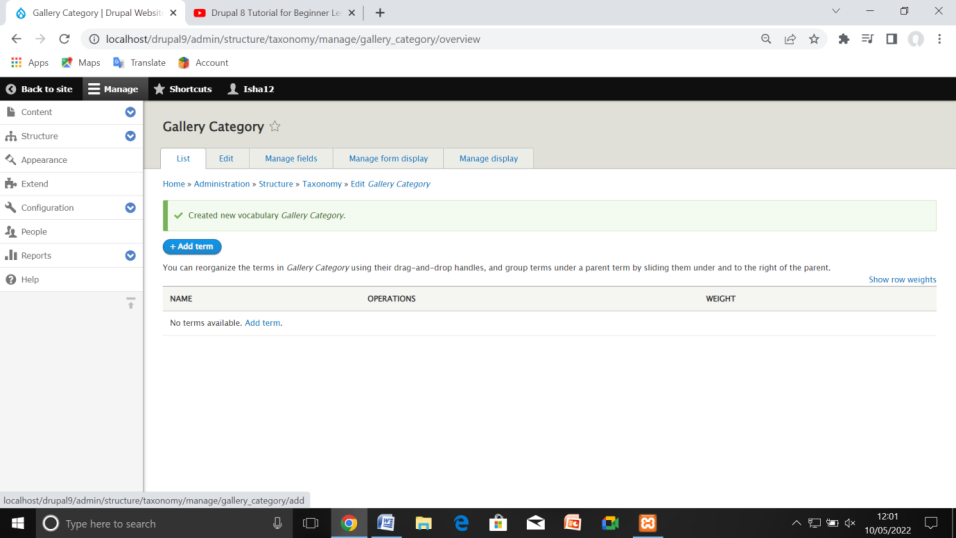 Gallery Category | Drupal Websit
Drupal 8 Tutorial for Beginner Le
localhost/drupal9/admin/structure/taxonomy/manage/gallery_category/overview
Apps Maps Translate Account
Back to site Manage Shortcuts Isha12
Content
Structure
Appearance
Extend
Configuration
People
Reports
Help
Gallery Category
List Edit Manage fields Manage form display Manage display
Home » Administration » Structure » Taxonomy » Edit Gallery Category
Created new vocabulary Gallery Category.
+ Add term
You can reorganize the terms in Gallery Category using their drag-and-drop handles, and group terms under a parent term by sliding them under and to the right of the parent.
Show row weights
NAME OPERATIONS WEIGHT
No terms available. Add term.
localhost/drupal9/admin/structure/taxonomy/manage/gallery_category/add
Type here to search
12:01
10/05/2022